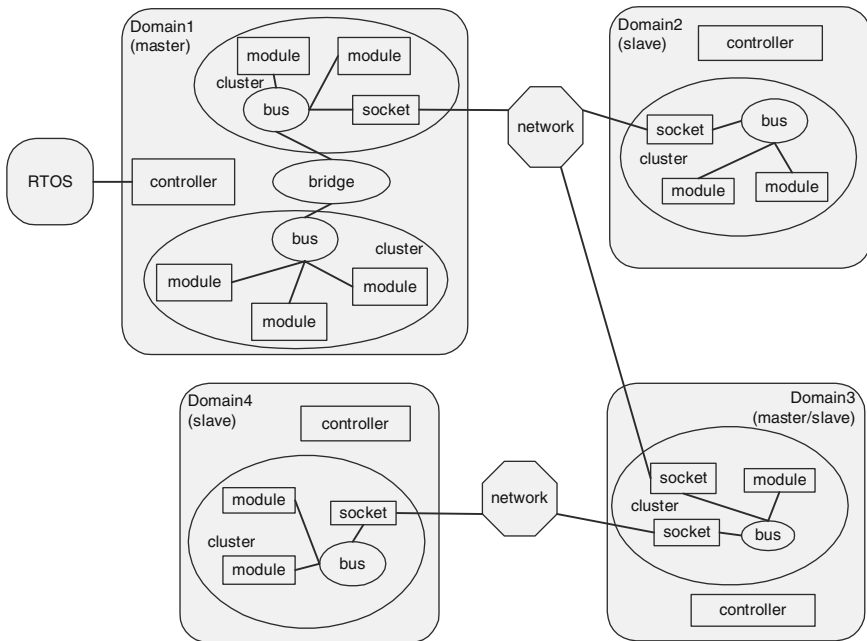 Domain1
(master)
module
module
cluster
bus
socket
RTOS
controller
bridge
bus
cluster
module
module
module
network
Domain2
(slave)
controller
socket
bus
cluster
module
module
Domain4
(slave)
controller
module
socket
cluster
bus
module
network
Domain3
(master/slave)
socket
module
cluster
socket
bus
controller